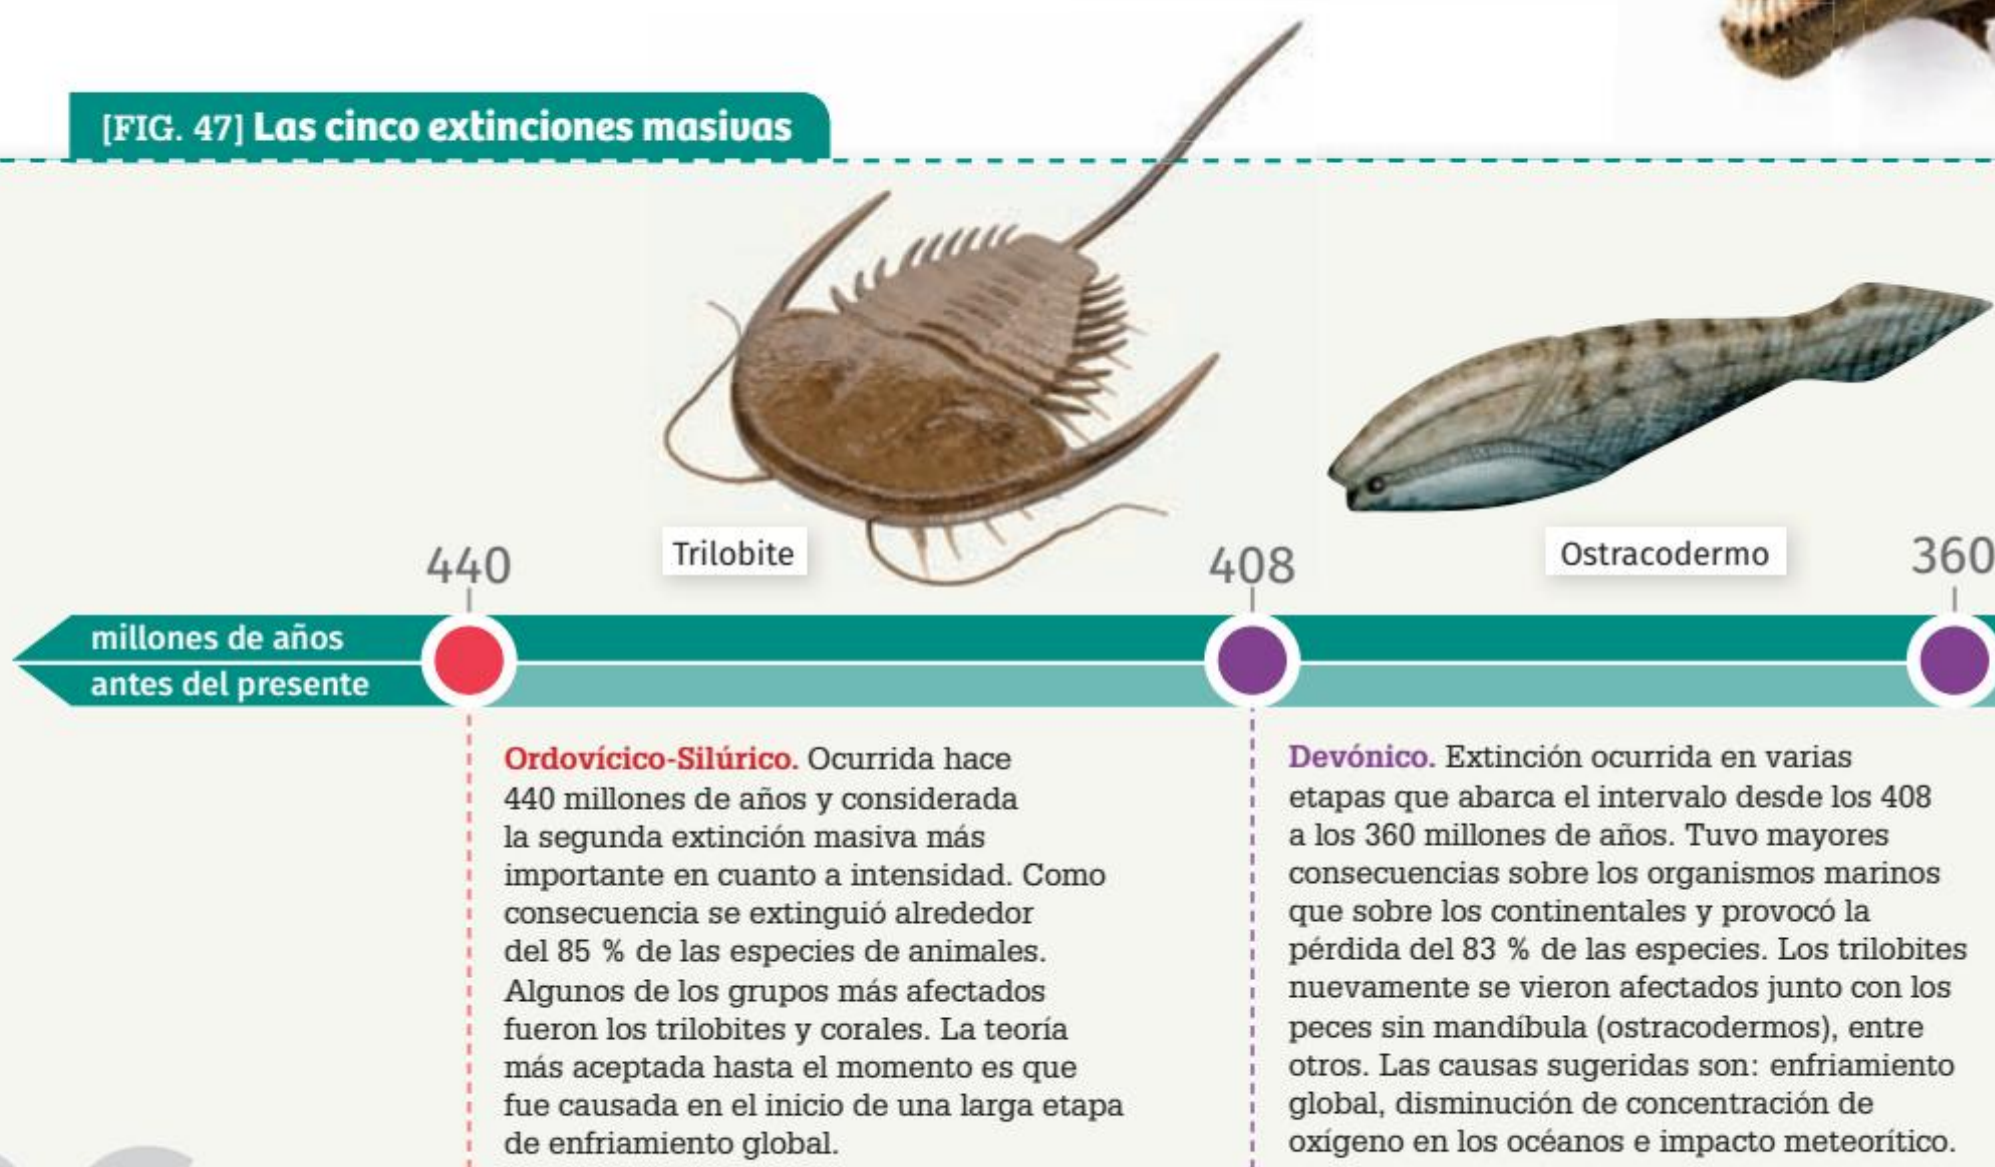 [FIG. 47] Las cinco extinciones masivas
Trilobite
Ostracodermo
440
408
360
millones de años
antes del presente
Ordovícico-Silúrico. Ocurrida hace
440 millones de años y considerada
la segunda extinción masiva más
importante en cuanto a intensidad. Como
consecuencia se extinguió alrededor
del 85 % de las especies de animales.
Algunos de los grupos más afectados
fueron los trilobites y corales. La teoría
más aceptada hasta el momento es que
fue causada en el inicio de una larga etapa
de enfriamiento global.
Devónico. Extinción ocurrida en varias
etapas que abarca el intervalo desde los 408
a los 360 millones de años. Tuvo mayores
consecuencias sobre los organismos marinos
que sobre los continentales y provocó la
pérdida del 83 % de las especies. Los trilobites
nuevamente se vieron afectados junto con los
peces sin mandíbula (ostracodermos), entre
otros. Las causas sugeridas son: enfriamiento
global, disminución de concentración de
oxígeno en los océanos e impacto meteorítico.